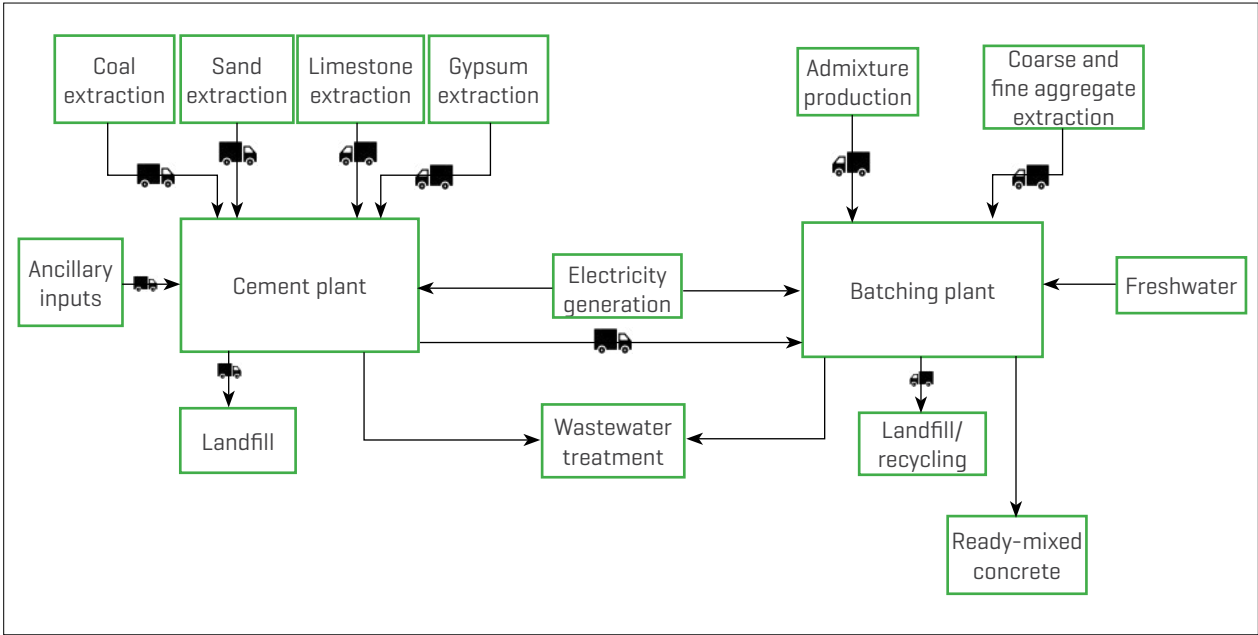 Coal
extraction
Sand
extraction
Limestone
extraction
Gypsum
extraction
Admixture
production
Coarse and
fine aggregate
extraction
Ancillary
inputs
Cement plant
Electricity
generation
Batching plant
Freshwater
Landfill
Wastewater
treatment
Landfill/
recycling
Ready-mixed
concrete